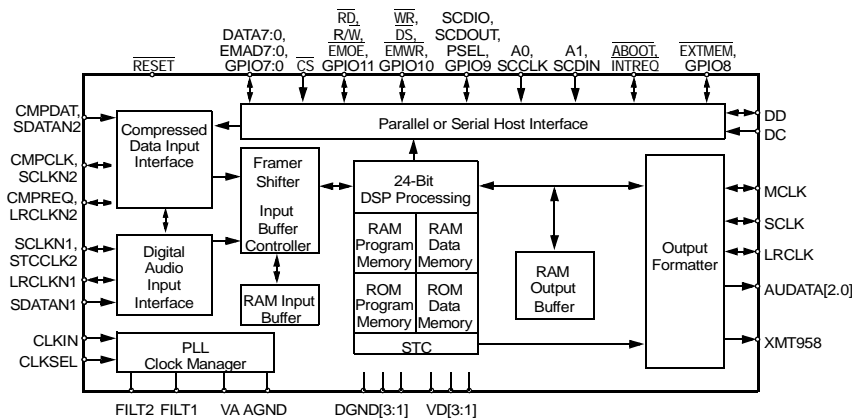 RD, WR, SCDIO,
DATA7:0, R/W, DS, SCDOUT,
EMAD7:0, EMOE, EMWR, PSEL, A0, A1, ABOOT, EXTMEM,
RESET GPIO7:0 CS GPIO11 GPIO10 GPIO9 SCCLK SCDIN INTREQ GPIO8
CMPDAT,
SDATAN2
CMPCLK,
SCLKN2
CMPREQ,
LRCLKN2
SCLKN1,
STCCLK2
LRCLKN1
SDATAN1
CLKIN
CLKSEL
Compressed
Data Input
Interface
Digital
Audio
Input
Interface
PLL
Clock Manager
Parallel or Serial Host Interface
Framer
Shifter
Input
Buffer
Controller
RAM Input
Buffer
24-Bit
DSP Processing
RAM
Program
Memory
RAM
Data
Memory
ROM
Program
Memory
ROM
Data
Memory
STC
RAM
Output
Buffer
Output
Formatter
DD
DC
MCLK
SCLK
LRCLK
AUDATA[2.0]
XMT958
FILT2 FILT1 VA AGND DGND[3:1] VD[3:1]